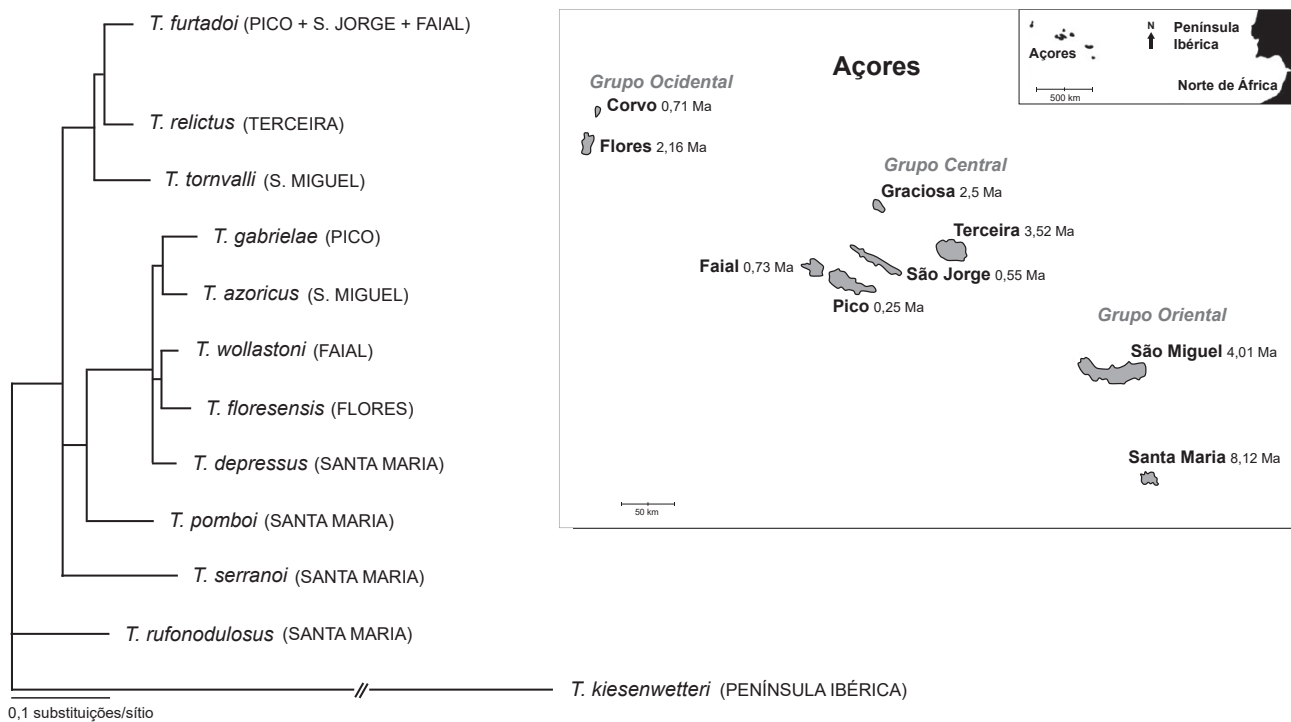 T. furtadoi (PICO + S. JORGE + FAIAL)
T. relictus (TERCEIRA)
T. tornvalli (S. MIGUEL)
T. gabrielae (PICO)
T. azoricus (S. MIGUEL)
T. wollastoni (FAIAL)
T. floresensis (FLORES)
T. depressus (SANTA MARIA)
T. pomboi (SANTA MARIA)
T. serranoi (SANTA MARIA)
T. rufonodulosus (SANTA MARIA)
T. kiesenwetteri (PENÍNSULA IBÉRICA)
0,1 substituições/sítio
Açores
Grupo Ocidental
Corvo 0,71 Ma
Flores 2,16 Ma
Grupo Central
Graciosa 2,5 Ma
Terceira 3,52 Ma
Faial 0,73 Ma
São Jorge 0,55 Ma
Pico 0,25 Ma
Grupo Oriental
São Miguel 4,01 Ma
Santa Maria 8,12 Ma
50 km
N
Península
Ibérica
Açores
Norte de África
500 km